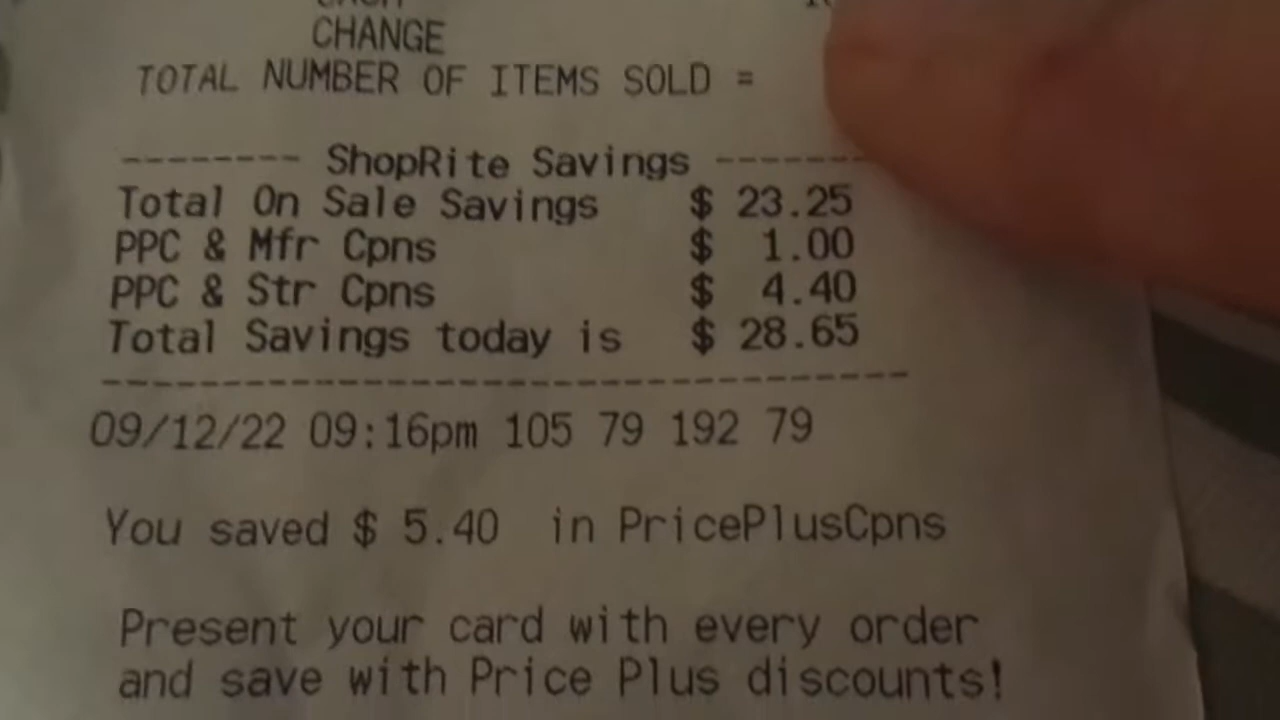 CHANGE
TOTAL NUMBER OF ITEMS SOLD =
-------- ShopRite Savings -------
Total On Sale Savings $ 23.25
PPC & Mfr Cpns $ 1.00
PPC & Str Cpns $ 4.40
Total Savings today is $ 28.65
------------------------------
09/12/22 09:16pm 105 79 192 79
You saved $ 5.40 in PricePlusCpns
Present your card with every order
and save with Price Plus discounts!